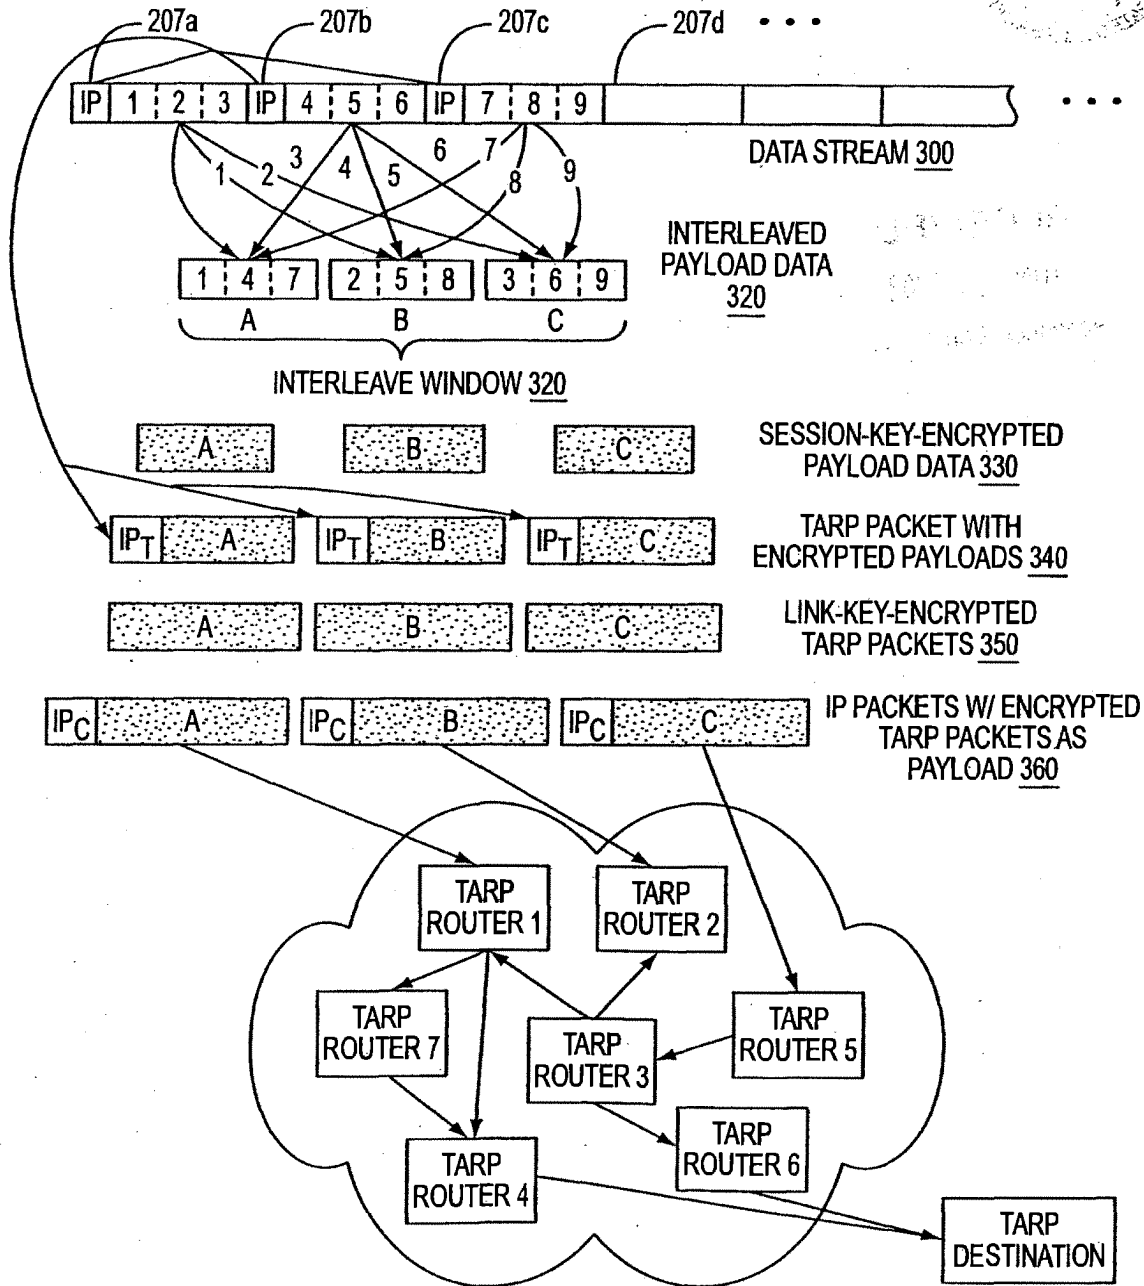 207a 207b 207c 207d • • •
IP 1 2 3 IP 4 5 6 IP 7 8 9 • • •
DATA STREAM 300
1 2 3 4 5 6 7 8 9
INTERLEAVED
PAYLOAD DATA
320
1 4 7 2 5 8 3 6 9
A B C
INTERLEAVE WINDOW 320
A B C
SESSION-KEY-ENCRYPTED
PAYLOAD DATA 330
IPT A IPT B IPT C
TARP PACKET WITH
ENCRYPTED PAYLOADS 340
A B C
LINK-KEY-ENCRYPTED
TARP PACKETS 350
IPC A IPC B IPC C
IP PACKETS W/ ENCRYPTED
TARP PACKETS AS
PAYLOAD 360
TARP
ROUTER 1
TARP
ROUTER 2
TARP
ROUTER 7
TARP
ROUTER 3
TARP
ROUTER 5
TARP
ROUTER 4
TARP
ROUTER 6
TARP
DESTINATION